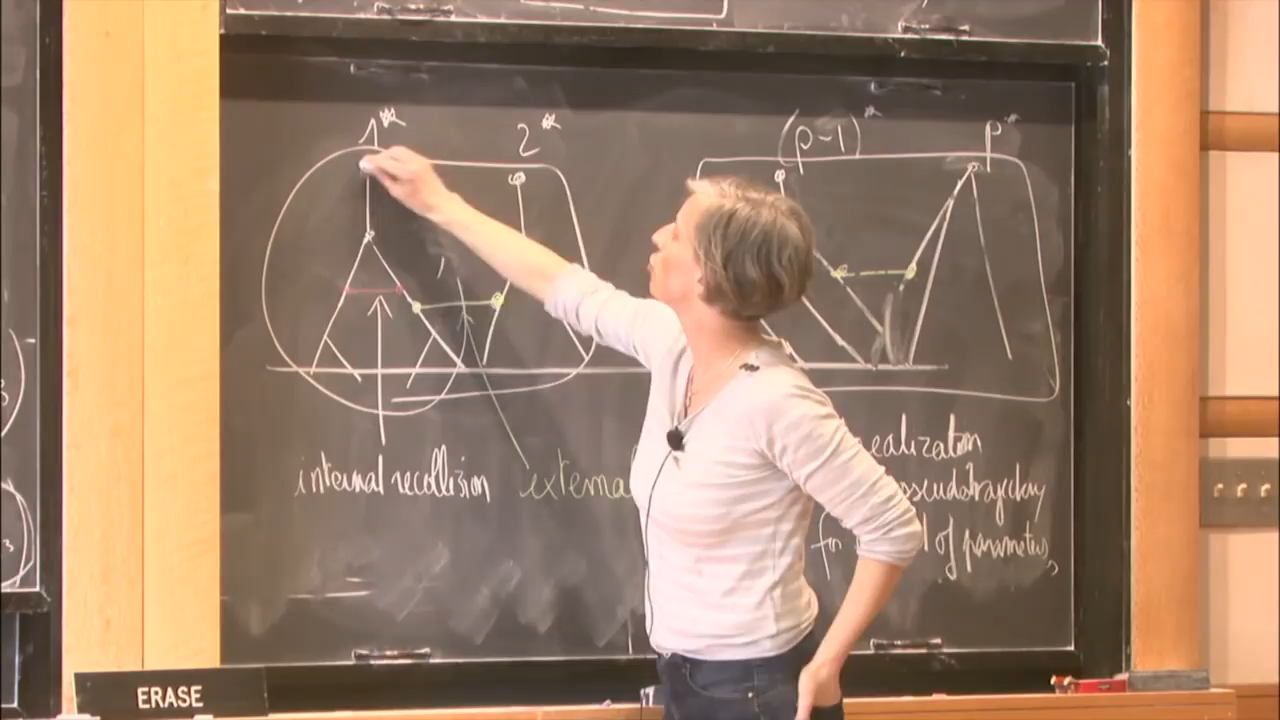 1* 2* (p-1)* p*
internal recollision externa ealization
pseudotrajectory
for l of parameters,
ERASE